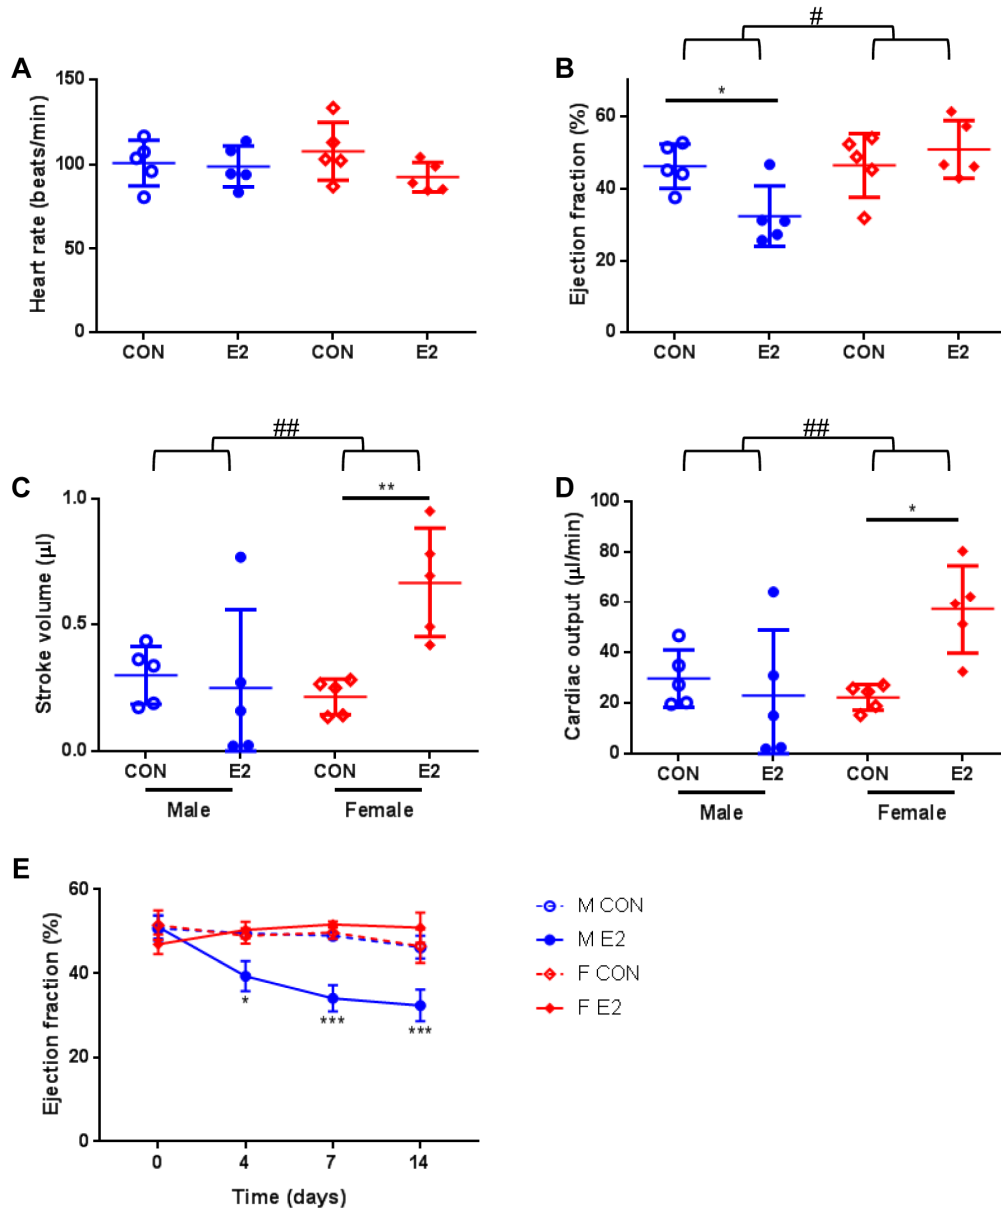 A
Heart rate (beats/min)
150
100
50
0
CON E2 CON E2
#
B
Ejection fraction (%)
*
60
40
20
0
CON E2 CON E2
##
C
Stroke volume (µl)
**
1.0
0.5
0.0
CON E2 CON E2
Male Female
##
D
Cardiac output (µl/min)
*
100
80
60
40
20
0
CON E2 CON E2
Male Female
E
Ejection fraction (%)
60
40
20
0
*
***
***
0 4 7 14
Time (days)
M CON
M E2
F CON
F E2